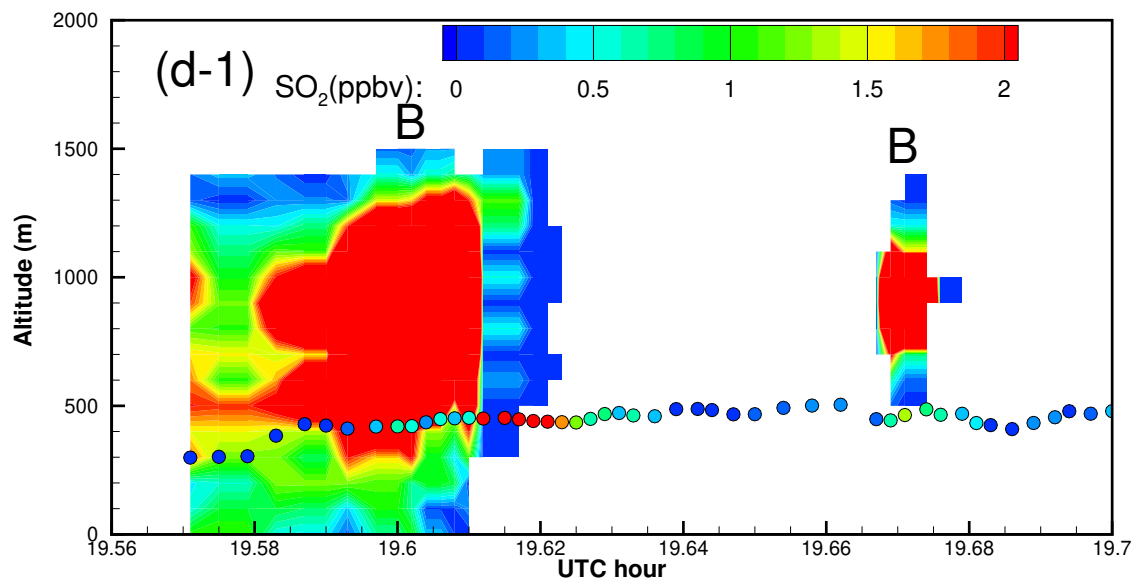 2000
(d-1)
SO2(ppbv): 0 0.5 1 1.5 2
B
B
1500
1000
500
0
Altitude (m)
19.56 19.58 19.6 19.62 19.64 19.66 19.68 19.7
UTC hour